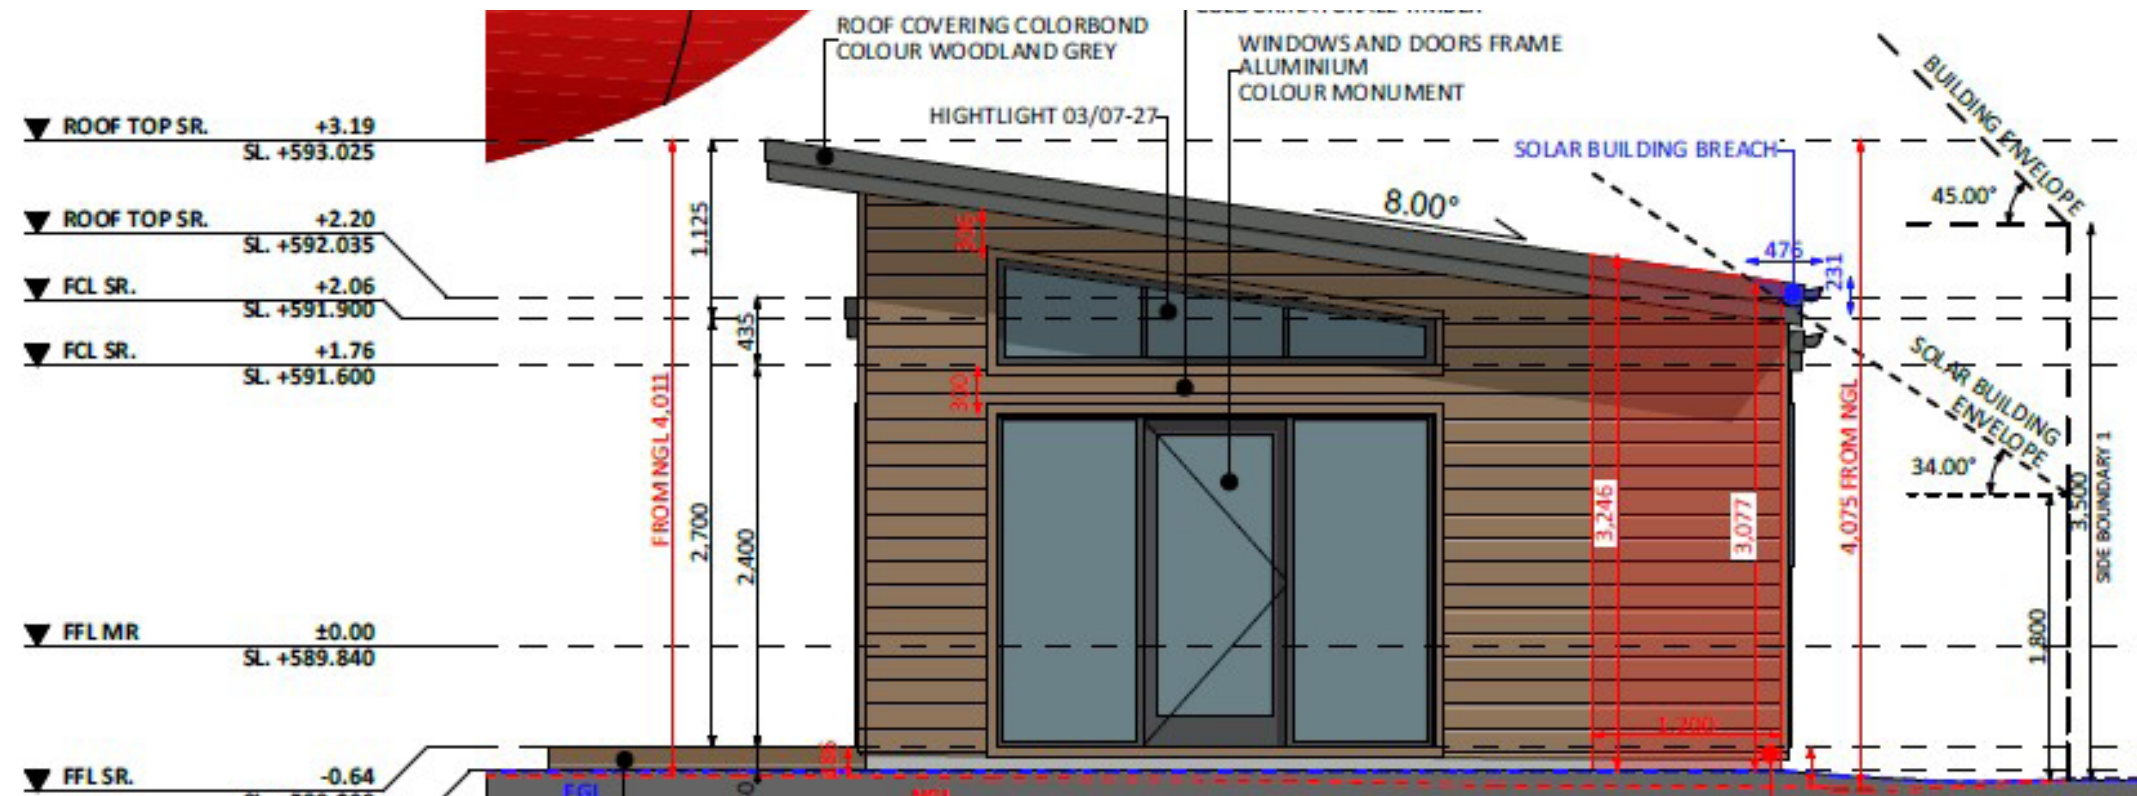 ROOF COVERING COLORBOND
COLOUR WOODLAND GREY
WINDOWS AND DOORS FRAME
ALUMINIUM
COLOUR MONUMENT
HIGHTLIGHT 03/07-27
SOLAR BUILDING BREACH
BUILDING ENVELOPE
45.00°
8.00°
ROOF TOP SR. +3.19
SL. +593.025
ROOF TOP SR. +2.20
SL. +592.035
FCL SR. +2.06
SL. +591.900
FCL SR. +1.76
SL. +591.600
FFL MR ±0.00
SL. +589.840
FFL SR. -0.64
FROM NGL 4,011
1,125
435
2,700
2,400
300
476
231
3,246
3,077
1,200
4,075 FROM NGL
SOLAR BUILDING
ENVELOPE
34.00°
3,500
1,800
SIDE BOUNDARY 1
EGL
NGL